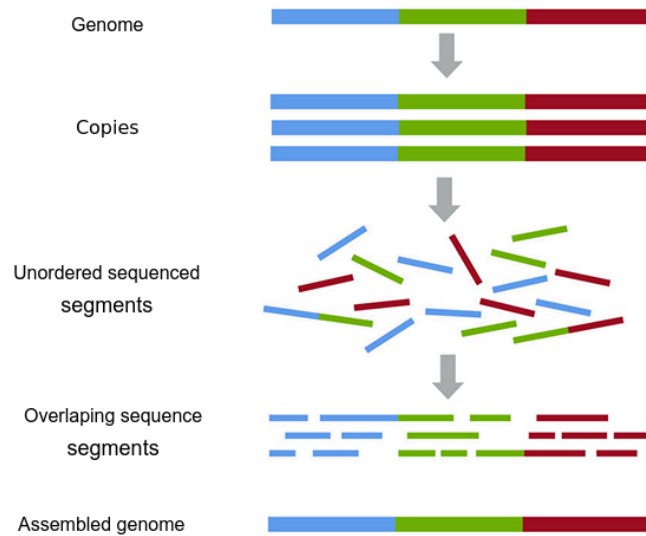 Genome
Copies
Unordered sequenced
segments
Overlaping sequence
segments
Assembled genome